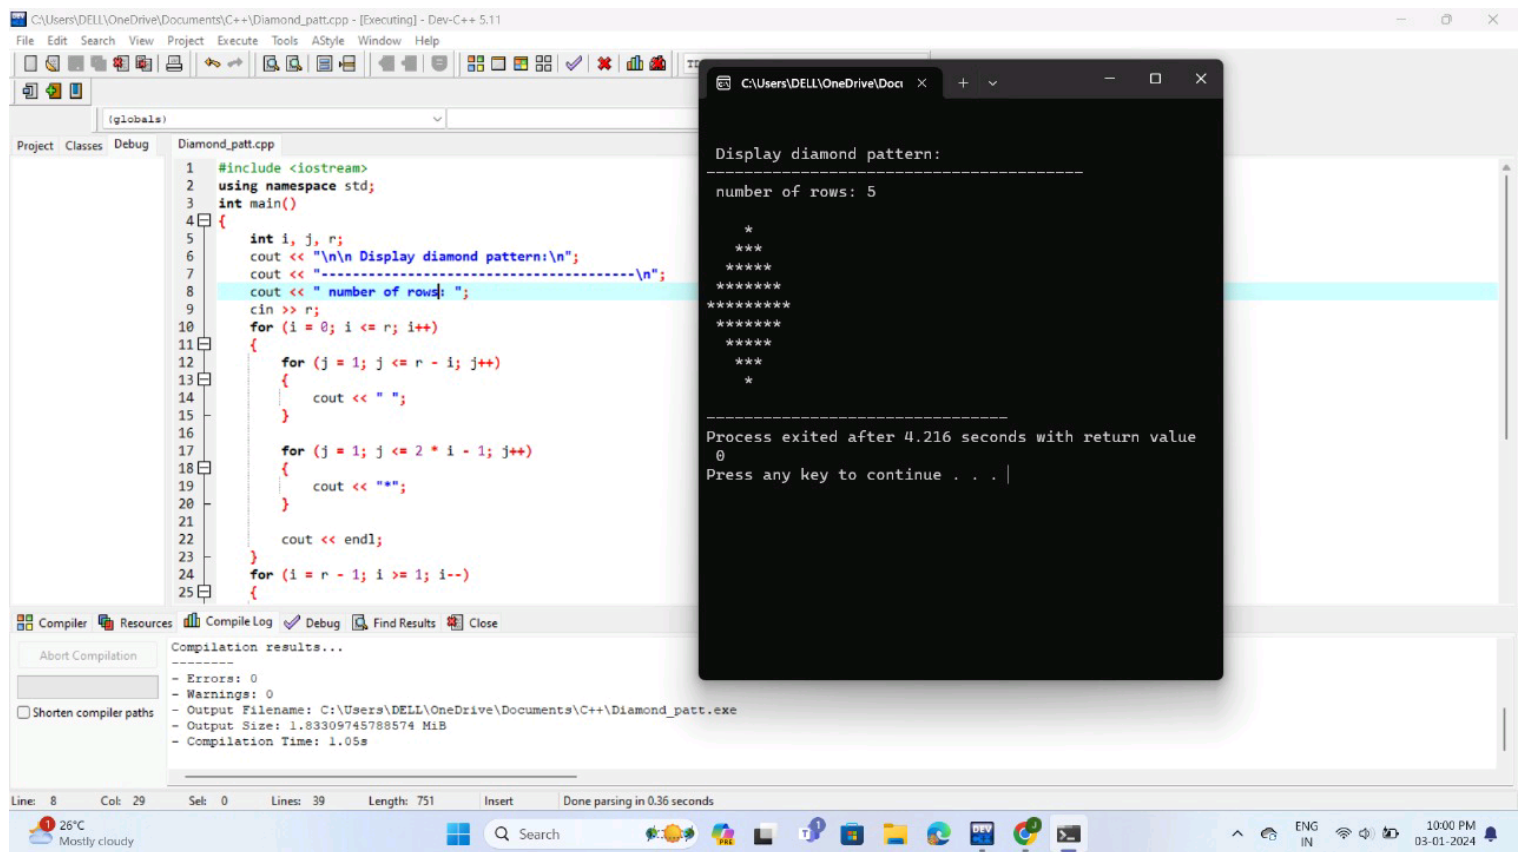 C:\Users\DELL\OneDrive\Documents\C++\Diamond_patt.cpp - [Executing] - Dev-C++ 5.11
File Edit Search View Project Execute Tools AStyle Window Help
(globals)
Project Classes Debug
Diamond_patt.cpp
1 #include <iostream>
2 using namespace std;
3 int main()
4 {
5 int i, j, r;
6 cout << "\n\n Display diamond pattern:\n";
7 cout << "----------------------------------------\n";
8 cout << " number of rows: ";
9 cin >> r;
10 for (i = 0; i <= r; i++)
11 {
12 for (j = 1; j <= r - i; j++)
13 {
14 cout << " ";
15 }
16
17 for (j = 1; j <= 2 * i - 1; j++)
18 {
19 cout << "*";
20 }
21
22 cout << endl;
23 }
24 for (i = r - 1; i >= 1; i--)
25 {
C:\Users\DELL\OneDrive\Docu
Display diamond pattern:
----------------------------------------
number of rows: 5
*
***
*****
*******
*********
*******
*****
***
*
--------------------------------
Process exited after 4.216 seconds with return value
0
Press any key to continue . . .
Compiler Resources Compile Log Debug Find Results Close
Abort Compilation
Shorten compiler paths
Compilation results...
--------
- Errors: 0
- Warnings: 0
- Output Filename: C:\Users\DELL\OneDrive\Documents\C++\Diamond_patt.exe
- Output Size: 1.83309745788574 MiB
- Compilation Time: 1.05s
Line: 8 Col: 29 Sel: 0 Lines: 39 Length: 751 Insert Done parsing in 0.36 seconds
1
26°C
Mostly cloudy
Search
PRE
1
DEV
ENG
IN
10:00 PM
03-01-2024